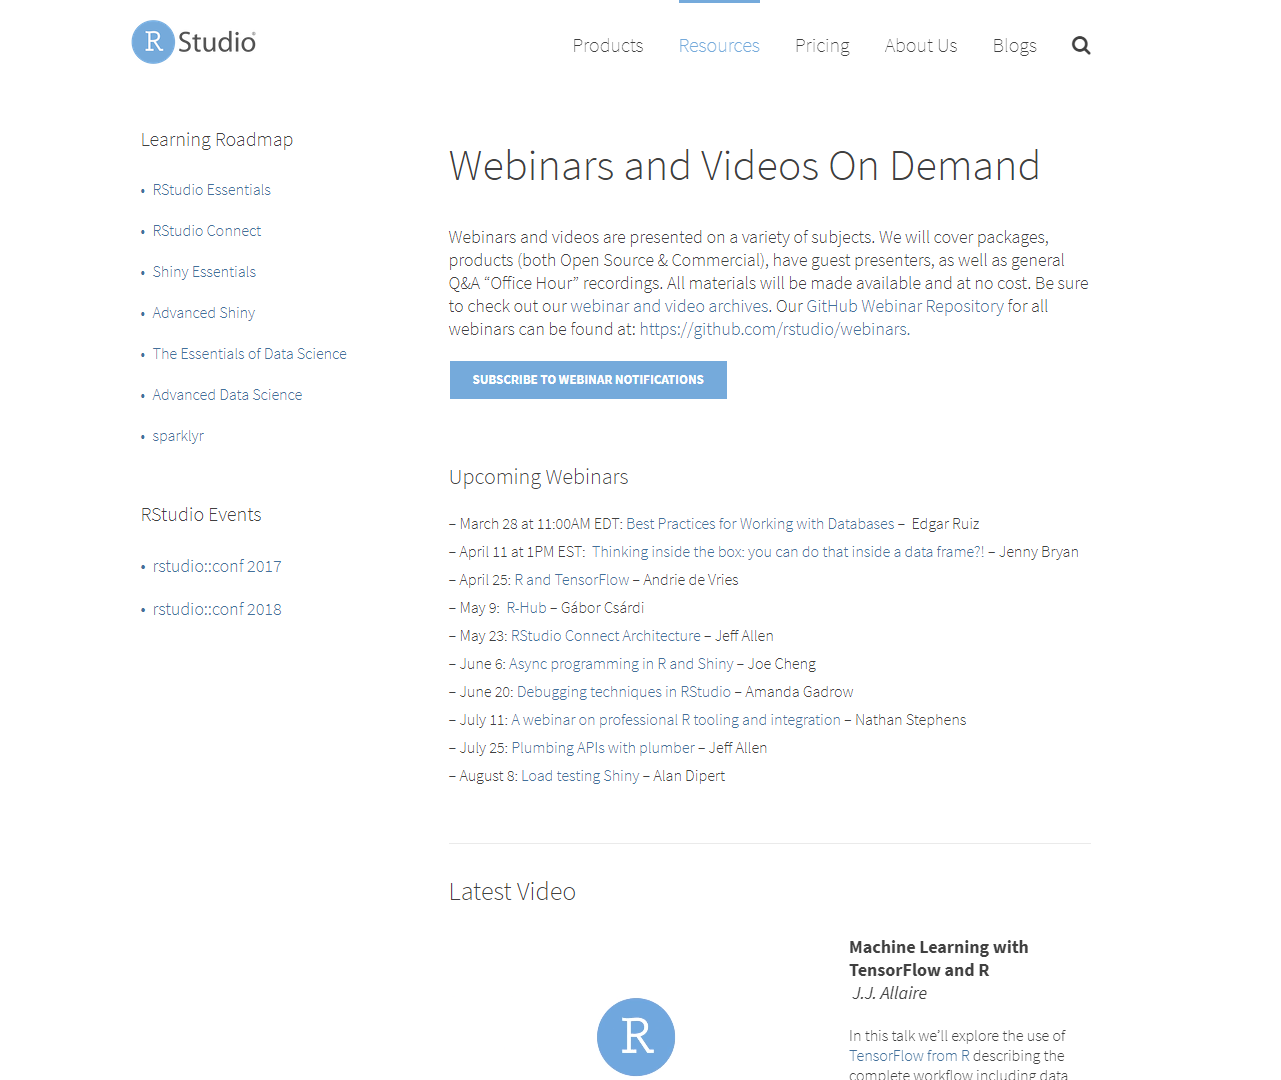 R Studio®
Products Resources Pricing About Us Blogs
Learning Roadmap
• RStudio Essentials
• RStudio Connect
• Shiny Essentials
• Advanced Shiny
• The Essentials of Data Science
• Advanced Data Science
• sparklyr
RStudio Events
• rstudio::conf 2017
• rstudio::conf 2018
Webinars and Videos On Demand
Webinars and videos are presented on a variety of subjects. We will cover packages,
products (both Open Source & Commercial), have guest presenters, as well as general
Q&A “Office Hour” recordings. All materials will be made available and at no cost. Be sure
to check out our webinar and video archives. Our GitHub Webinar Repository for all
webinars can be found at: https://github.com/rstudio/webinars.
SUBSCRIBE TO WEBINAR NOTIFICATIONS
Upcoming Webinars
– March 28 at 11:00AM EDT: Best Practices for Working with Databases – Edgar Ruiz
– April 11 at 1PM EST: Thinking inside the box: you can do that inside a data frame?! – Jenny Bryan
– April 25: R and TensorFlow – Andrie de Vries
– May 9: R-Hub – Gábor Csárdi
– May 23: RStudio Connect Architecture – Jeff Allen
– June 6: Async programming in R and Shiny – Joe Cheng
– June 20: Debugging techniques in RStudio – Amanda Gadrow
– July 11: A webinar on professional R tooling and integration – Nathan Stephens
– July 25: Plumbing APIs with plumber – Jeff Allen
– August 8: Load testing Shiny – Alan Dipert
Latest Video
R
Machine Learning with
TensorFlow and R
J.J. Allaire
In this talk we’ll explore the use of
TensorFlow from R describing the
complete workflow including data